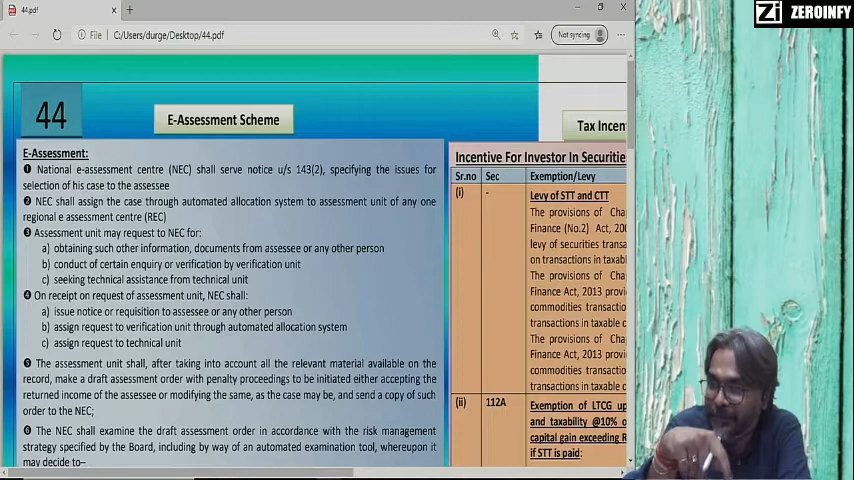 44.pdf
Zi ZEROINFY
File C:/Users/durge/Desktop/44.pdf
Not syncing
44
E-Assessment Scheme
E-Assessment:
❶ National e-assessment centre (NEC) shall serve notice u/s 143(2), specifying the issues for
selection of his case to the assessee
❷ NEC shall assign the case through automated allocation system to assessment unit of any one
regional e assessment centre (REC)
❸ Assessment unit may request to NEC for:
a) obtaining such other information, documents from assessee or any other person
b) conduct of certain enquiry or verification by verification unit
c) seeking technical assistance from technical unit
❹ On receipt on request of assessment unit, NEC shall:
a) issue notice or requisition to assessee or any other person
b) assign request to verification unit through automated allocation system
c) assign request to technical unit
❺ The assessment unit shall, after taking into account all the relevant material available on the
record, make a draft assessment order with penalty proceedings to be initiated either accepting the
returned income of the assessee or modifying the same, as the case may be, and send a copy of such
order to the NEC;
❻ The NEC shall examine the draft assessment order in accordance with the risk management
strategy specified by the Board, including by way of an automated examination tool, whereupon it
may decide to–
Tax Incen
Incentive For Investor In Securities
Sr.no Sec Exemption/Levy
(i) - Levy of STT and CTT
The provisions of Cha
Finance (No.2) Act, 200
levy of securities transa
on transactions in taxabl
The provisions of Cha
Finance Act, 2013 provi
commodities transactio
transactions in taxable c
The provisions of Cha
Finance Act, 2013 provi
commodities transactio
transactions in taxable c
(ii) 112A Exemption of LTCG up
and taxability @10% o
capital gain exceeding R
if STT is paid: